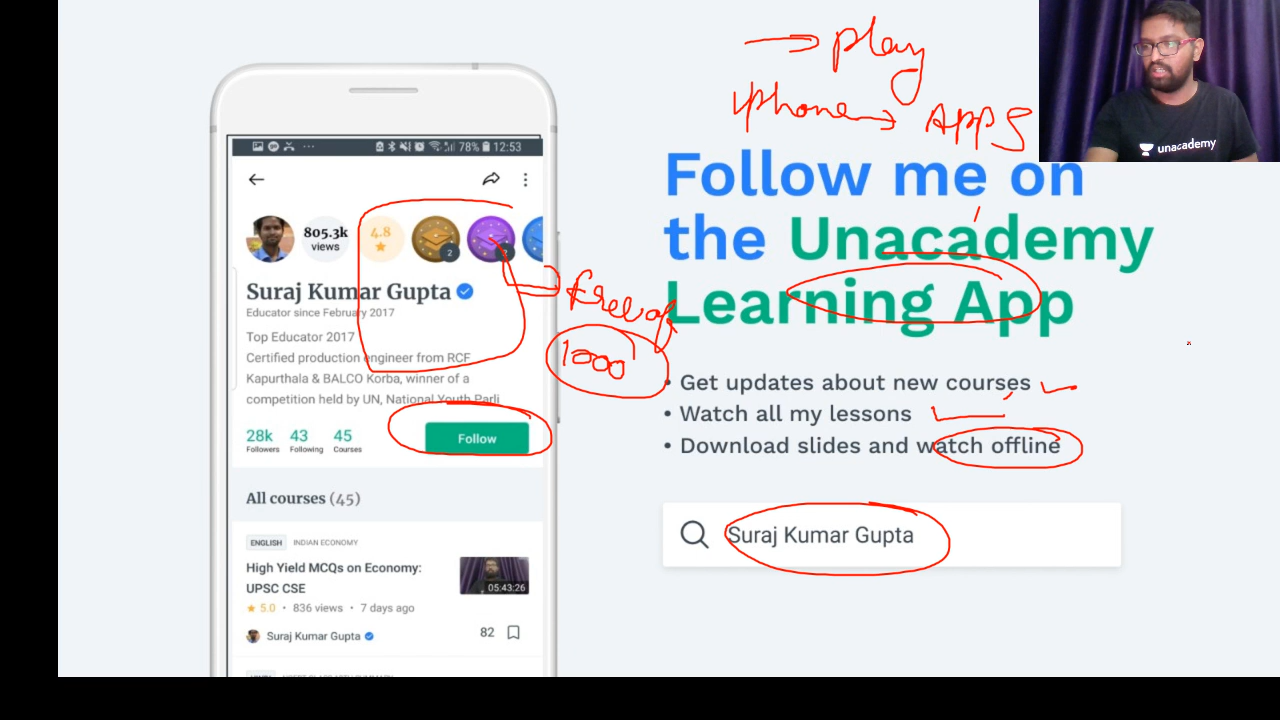 → play
iphone → APPS
unacademy
Follow me on
the Unacademy
Learning App
• Get updates about new courses
• Watch all my lessons
• Download slides and watch offline
Suraj Kumar Gupta
78% 12:53
805.3k
views
4.8
2
Suraj Kumar Gupta
Educator since February 2017
Top Educator 2017
Certified production engineer from RCF
Kapurthala & BALCO Korba, winner of a
competition held by UN, National Youth Parli
28k 43 45
Followers Following Courses
Follow
free of
1000
All courses (45)
ENGLISH INDIAN ECONOMY
High Yield MCQs on Economy:
UPSC CSE
05:43:26
5.0 • 836 views • 7 days ago
Suraj Kumar Gupta
82